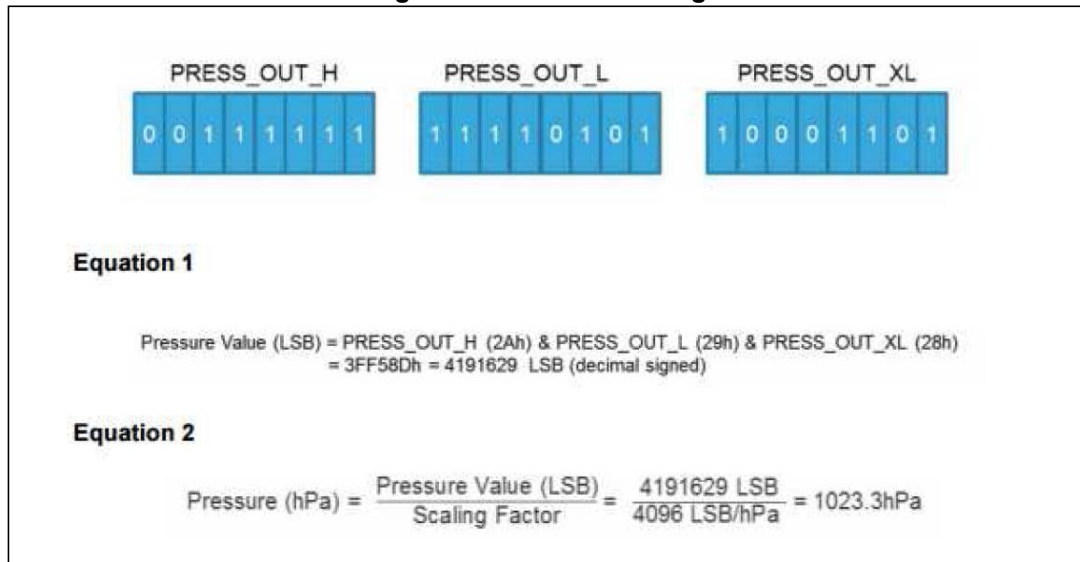 PRESS_OUT_H PRESS_OUT_L PRESS_OUT_XL
0 0 1 1 1 1 1 1 1 1 1 1 0 1 0 1 1 0 0 0 1 1 0 1
Equation 1
Pressure Value (LSB) = PRESS_OUT_H (2Ah) & PRESS_OUT_L (29h) & PRESS_OUT_XL (28h)
= 3FF58Dh = 4191629 LSB (decimal signed)
Equation 2
Pressure (hPa) = Pressure Value (LSB) / Scaling Factor = 4191629 LSB / 4096 LSB/hPa = 1023.3hPa